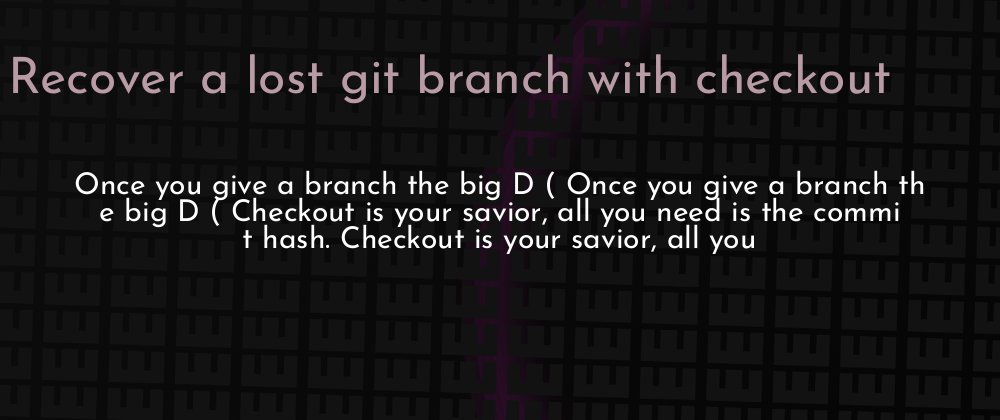 Recover a lost git branch with checkout
Once you give a branch the big D ( Once you give a branch th
e big D ( Checkout is your savior, all you need is the commi
t hash. Checkout is your savior, all you